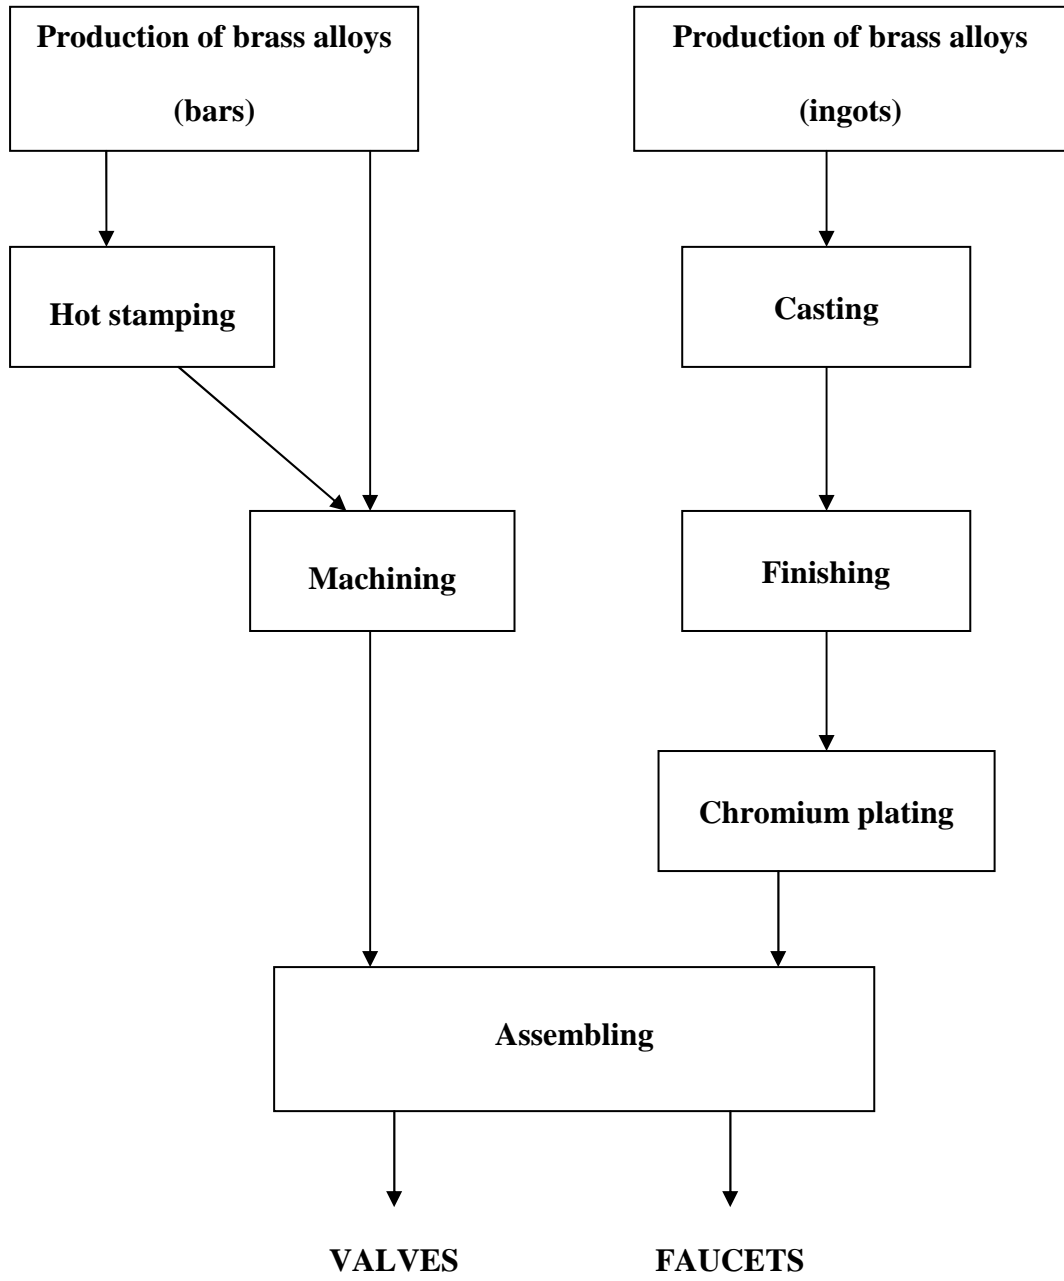 Production of brass alloys
(bars)
Production of brass alloys
(ingots)
Hot stamping
Casting
Machining
Finishing
Chromium plating
Assembling
VALVES
FAUCETS